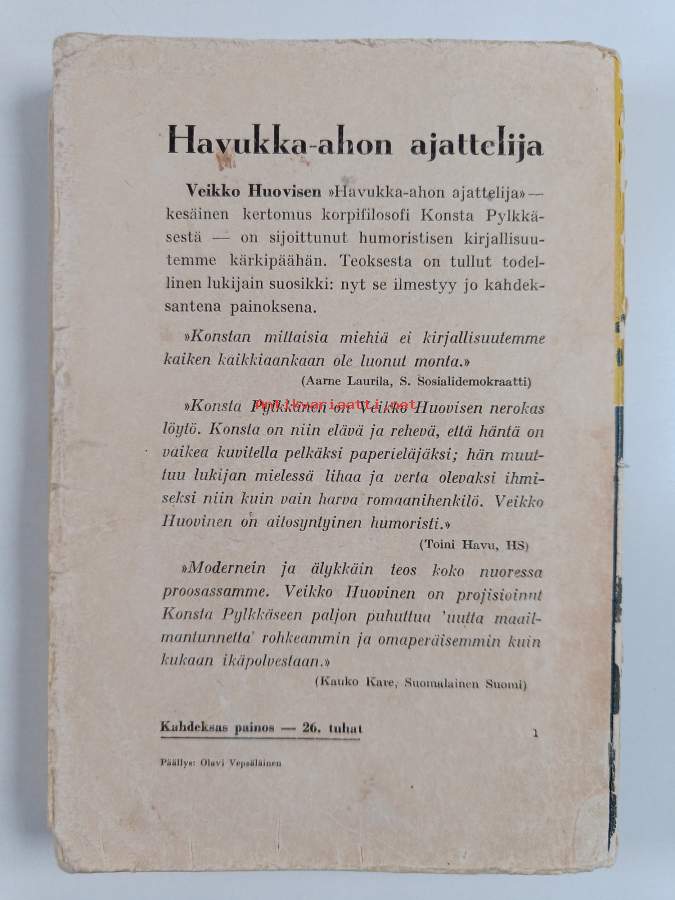 Havukka-ahon ajattelija
Veikko Huovisen »Havukka-ahon ajattelija» —
kesäinen kertomus korpifilosofi Konsta Pylkkä-
sestä — on sijoittunut humoristisen kirjallisuu-
temme kärkipäähän. Teoksesta on tullut todel-
linen lukijain suosikki: nyt se ilmestyy jo kahdek-
santena painoksena.
»Konstan mittaisia miehiä ei kirjallisuutemme
kaiken kaikkiaankaan ole luonut monta.»
(Aarne Laurila, S. Sosialidemokraatti)
»Konsta Pylkkänen on Veikko Huovisen nerokas
löytö. Konsta on niin elävä ja rehevä, että häntä on
vaikea kuvitella pelkäksi paperieläjäksi; hän muut-
tuu lukijan mielessä lihaa ja verta olevaksi ihmi-
seksi niin kuin vain harva romaanihenkilö. Veikko
Huovinen on aitosyntyinen humoristi.»
(Toini Havu, HS)
»Modernein ja älykkäin teos koko nuoressa
proosassamme. Veikko Huovinen on projisioinut
Konsta Pylkkäseen paljon puhuttua 'uutta maail-
mantunnetta' rohkeammin ja omaperäisemmin kuin
kukaan ikäpolvestaan.»
(Kauko Kare, Suomalainen Suomi)
Kahdeksas painos — 26. tuhat
1
Päällys: Olavi Vepsäläinen